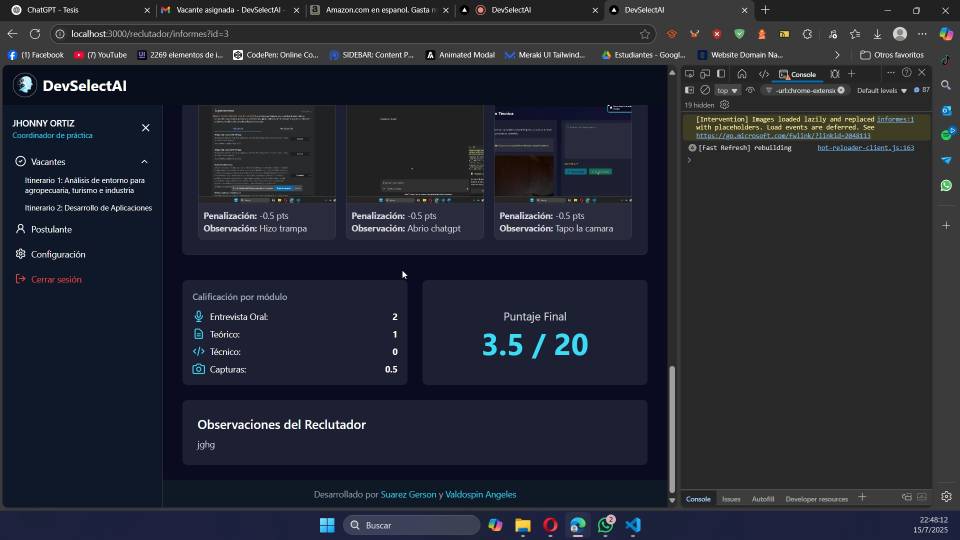 ChatGPT - Tesis
Vacante asignada - DevSelectAI -
Amazon.com en espanol. Gasta m
DevSelectAI
DevSelectAI
localhost:3000/reclutador/informes?id=3
(1) Facebook
(7) YouTube
2269 elementos de i...
CodePen: Online Co...
SIDEBAR: Content P...
Animated Modal
Meraki UI Tailwind...
Estudiantes - Googl...
Website Domain Na...
Otros favoritos
DevSelectAI
JHONNY ORTIZ
Coordinador de práctica
Vacantes
Itinerario 1: Análisis de entorno para
agropecuaria, turismo e industria
Itinerario 2: Desarrollo de Aplicaciones
Postulante
Configuración
Cerrar sesión
Penalización: -0.5 pts
Observación: Hizo trampa
Penalización: -0.5 pts
Observación: Abrio chatgpt
Penalización: -0.5 pts
Observación: Tapo la camara
Calificación por módulo
Entrevista Oral: 2
Teórico: 1
Técnico: 0
Capturas: 0.5
Puntaje Final
3.5 / 20
Observaciones del Reclutador
jghg
Desarrollado por Suarez Gerson y Valdospin Angeles
Console
top
-url:chrome-extensi
Default levels
87
19 hidden
[Intervention] Images loaded lazily and replaced informes:1
with placeholders. Load events are deferred. See
https://go.microsoft.com/fwlink/?linkid=2048113
[Fast Refresh] rebuilding hot-reloader-client.js:163
Console
Issues
Autofill
Developer resources
Buscar
2
22:48:12
15/7/2025